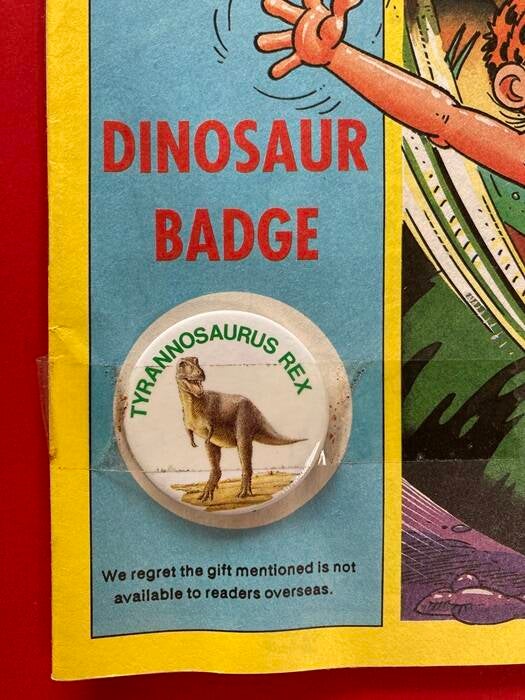 DINOSAUR
BADGE
TYRANNOSAURUS REX
We regret the gift mentioned is not
available to readers overseas.